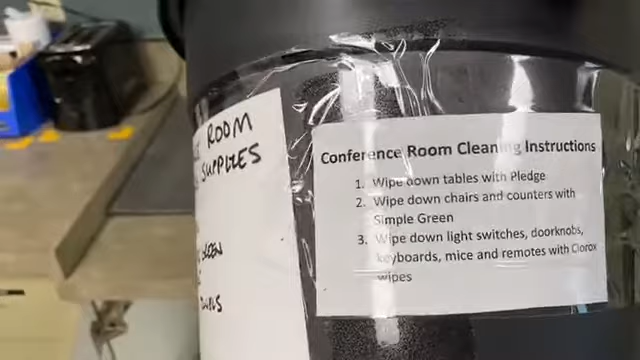 ROOM
SUPPLIES
Conference Room Cleaning Instructions
1. Wipe down tables with Pledge
2. Wipe down chairs and counters with
Simple Green
3. Wipe down light switches, doorknobs,
keyboards, mice and remotes with Clorox
wipes